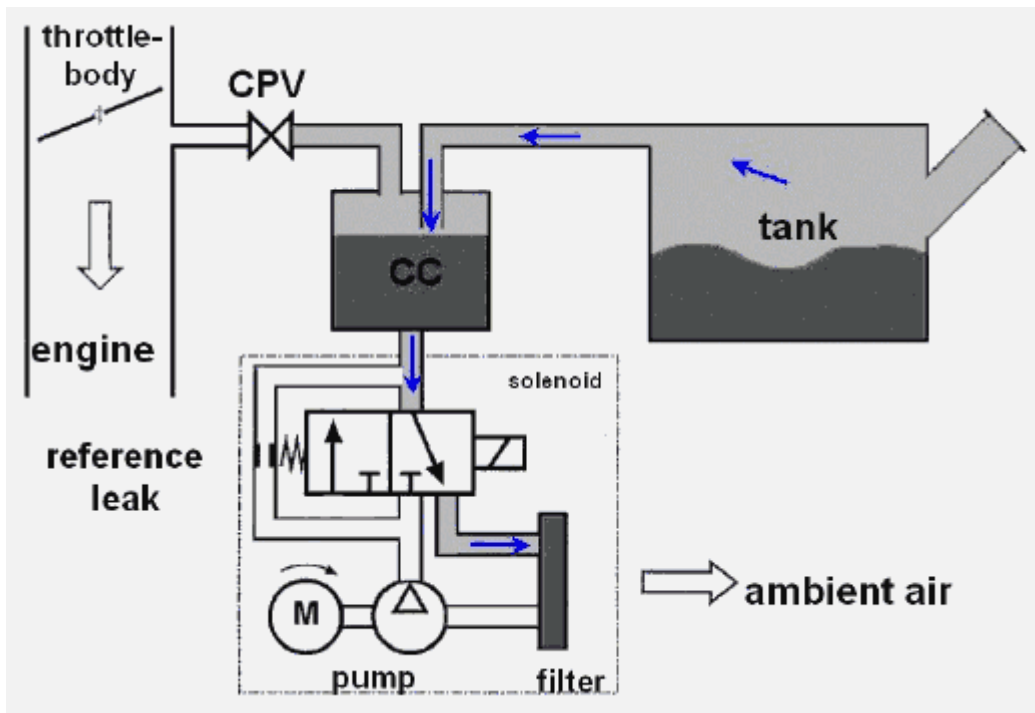 throttle-
body
CPV
tank
CC
engine
solenoid
reference
leak
M
ambient air
pump
filter